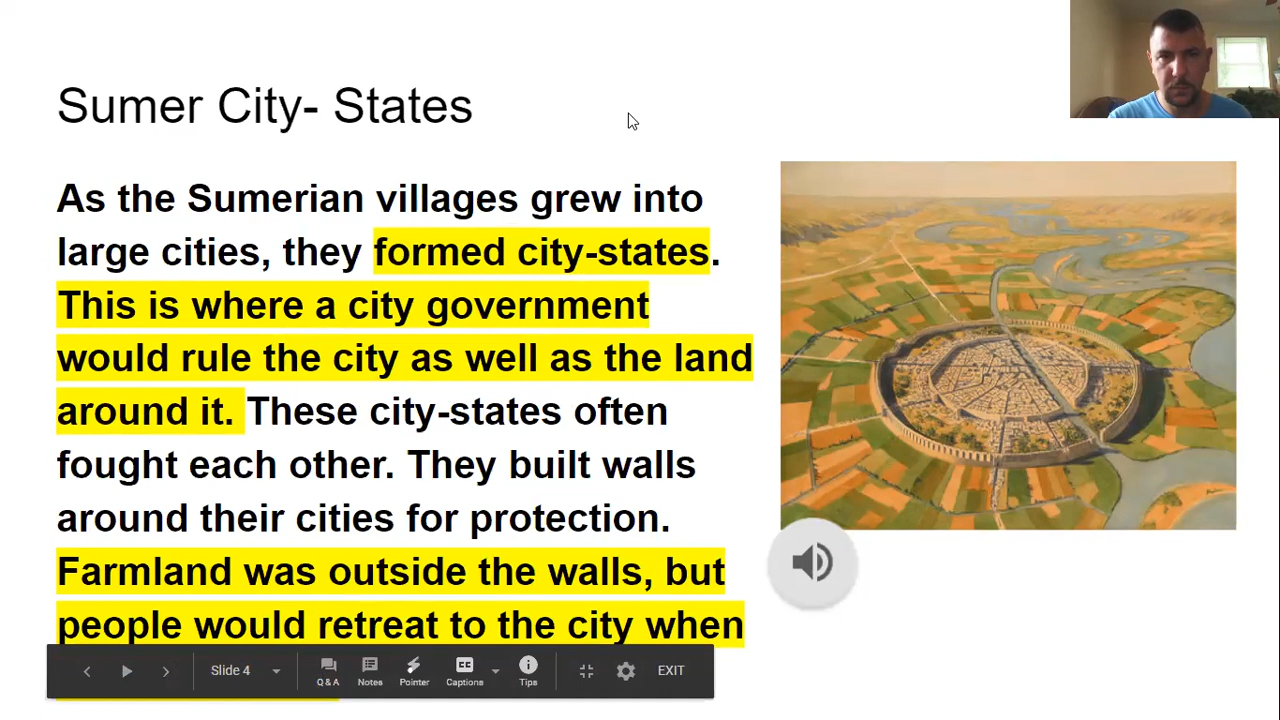 Sumer City- States
As the Sumerian villages grew into
large cities, they formed city-states.
This is where a city government
would rule the city as well as the land
around it. These city-states often
fought each other. They built walls
around their cities for protection.
Farmland was outside the walls, but
people would retreat to the city when
Slide 4
Q & A
Notes
Pointer
Captions
Tips
EXIT